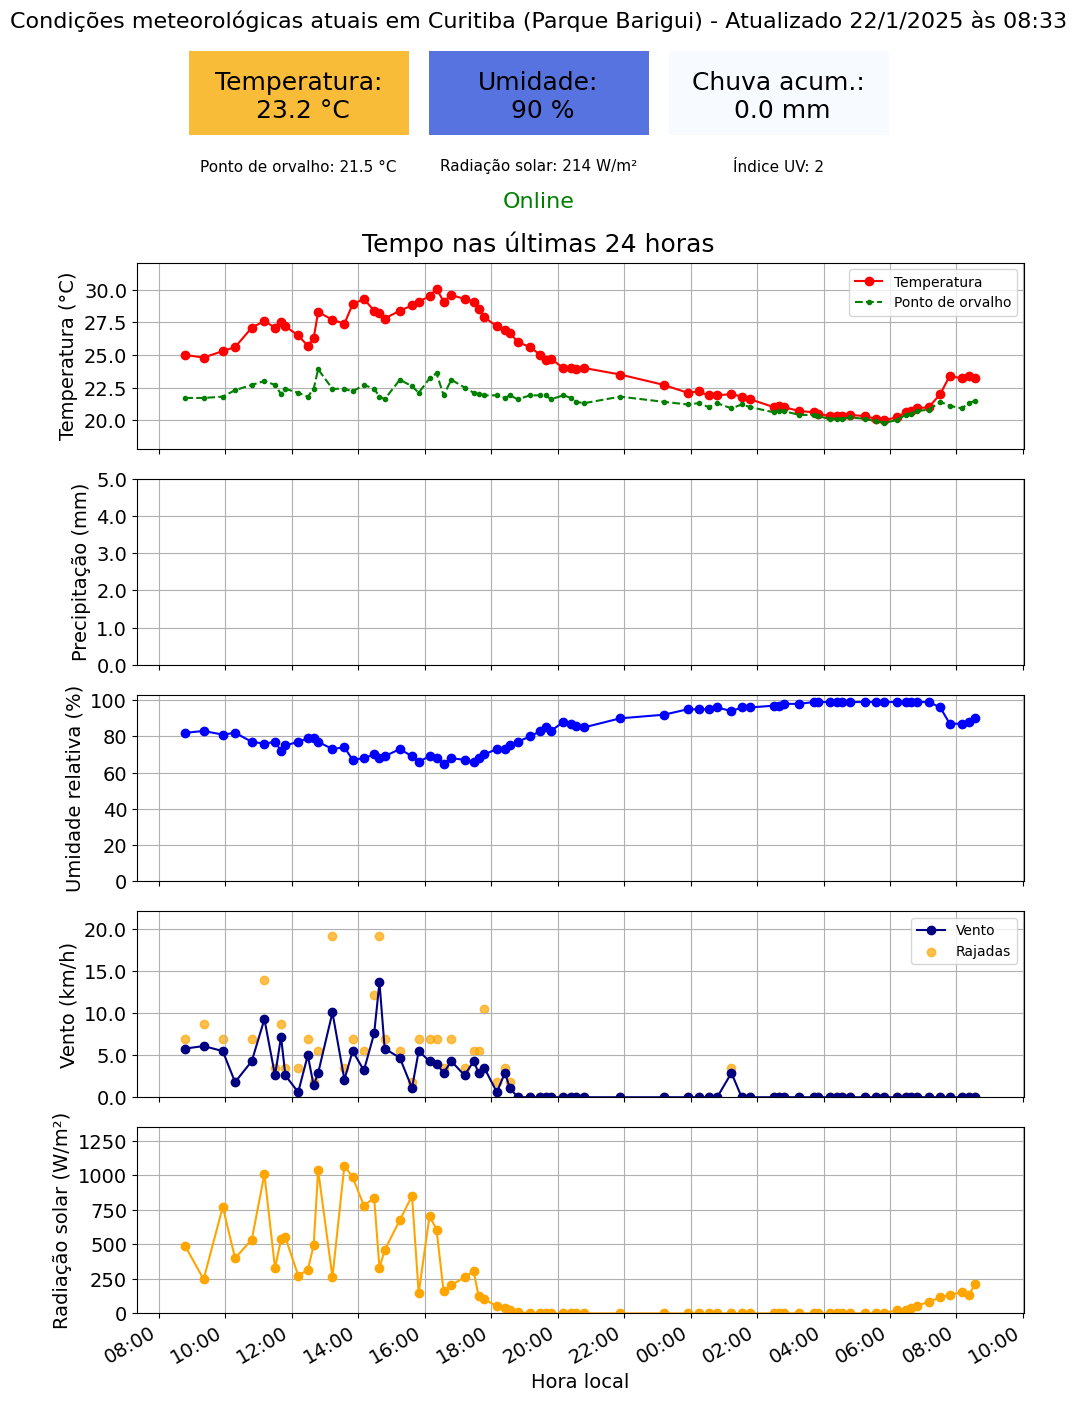 Condições meteorológicas atuais em Curitiba (Parque Barigui) - Atualizado 22/1/2025 às 08:33
Temperatura:
23.2 °C
Umidade:
90 %
Chuva acum.:
0.0 mm
Ponto de orvalho: 21.5 °C
Radiação solar: 214 W/m²
Índice UV: 2
Online
Tempo nas últimas 24 horas
Temperatura (°C)
30.0
27.5
25.0
22.5
20.0
Temperatura
Ponto de orvalho
Precipitação (mm)
5.0
4.0
3.0
2.0
1.0
0.0
Umidade relativa (%)
100
80
60
40
20
0
Vento (km/h)
20.0
15.0
10.0
5.0
0.0
Vento
Rajadas
Radiação solar (W/m²)
1250
1000
750
500
250
0
08:00
10:00
12:00
14:00
16:00
18:00
20:00
22:00
00:00
02:00
04:00
06:00
08:00
10:00
Hora local